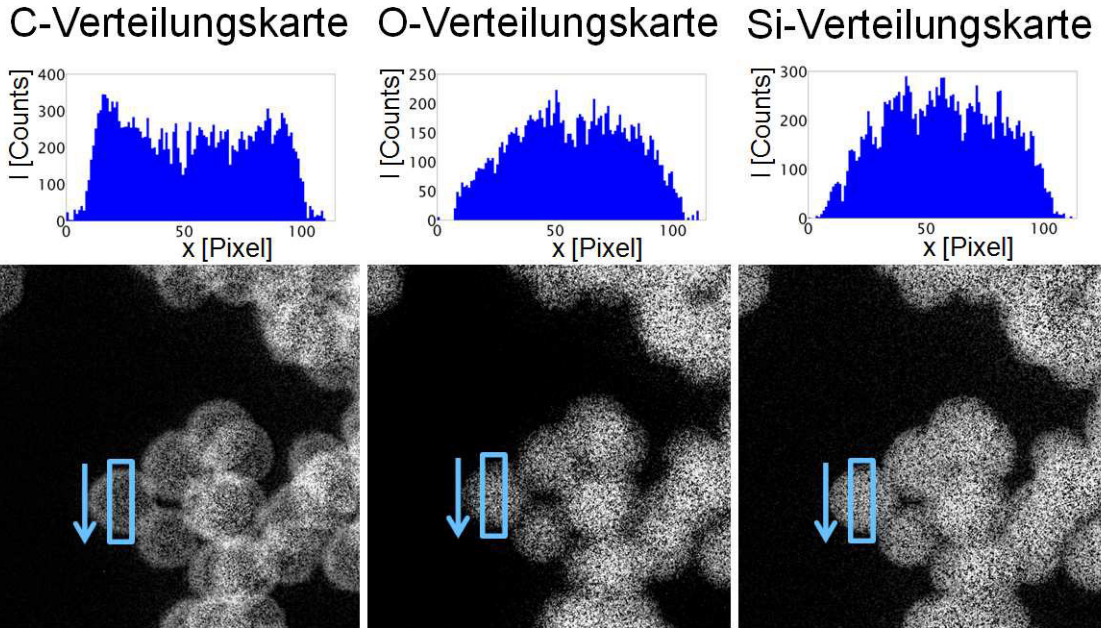 C-Verteilungskarte
O-Verteilungskarte
Si-Verteilungskarte
I [Counts]
400
300
200
100
0
0
50
100
x [Pixel]
I [Counts]
250
200
150
100
50
0
0
50
100
x [Pixel]
I [Counts]
300
200
100
0
0
50
100
x [Pixel]